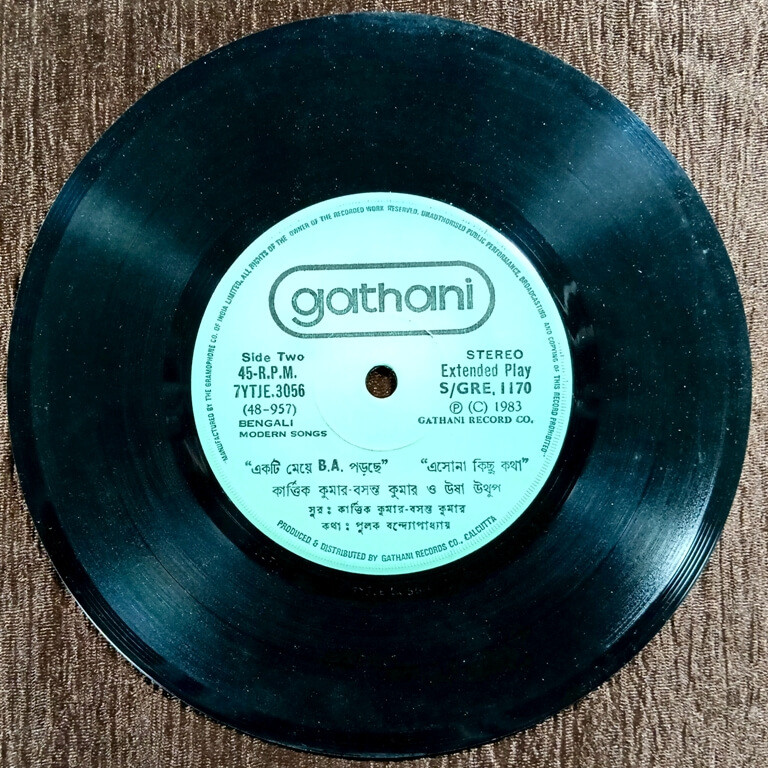 "MANUFACTURED BY THE GRAMOPHONE CO. OF INDIA LIMITED, ALL RIGHTS OF THE OWNER OF THE RECORDED WORK RESERVED, UNAUTHORISED PUBLIC PERFORMANCE, BROADCASTING AND COPYING OF THIS RECORD PROHIBITED"
gathani
Side Two
45-R.P.M.
7YTJE.3056
(48-957)
BENGALI
MODERN SONGS
STEREO
Extended Play
S/GRE, 1170
Ⓟ (C) 1983
GATHANI RECORD CO.
"একটি মেয়ে B.A. পড়ছে" "এসোনা কিছু কথা"
কার্ত্তিক কুমার-বসন্ত কুমার ও ঊষা উথুপ
সুর : কার্ত্তিক কুমার-বসন্ত কুমার
কথা : পুলক বন্দ্যোপাধ্যায়
PRODUCED & DISTRIBUTED BY GATHANI RECORDS CO., CALCUTTA